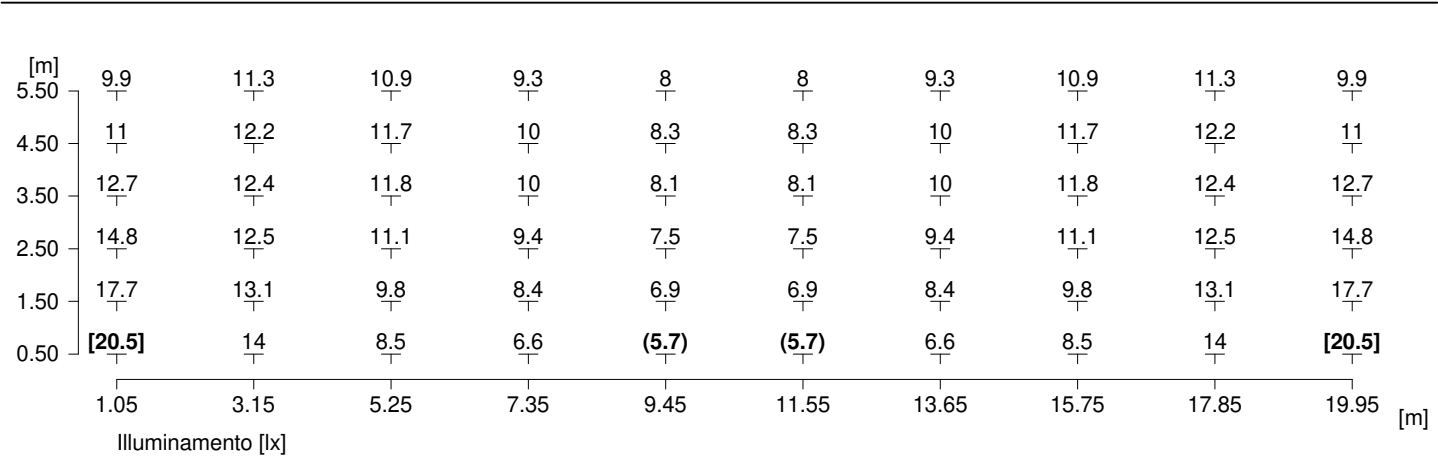 [m]
5.50 9.9 11.3 10.9 9.3 8 8 9.3 10.9 11.3 9.9
4.50 11 12.2 11.7 10 8.3 8.3 10 11.7 12.2 11
3.50 12.7 12.4 11.8 10 8.1 8.1 10 11.8 12.4 12.7
2.50 14.8 12.5 11.1 9.4 7.5 7.5 9.4 11.1 12.5 14.8
1.50 17.7 13.1 9.8 8.4 6.9 6.9 8.4 9.8 13.1 17.7
0.50 [20.5] 14 8.5 6.6 (5.7) (5.7) 6.6 8.5 14 [20.5]
1.05 3.15 5.25 7.35 9.45 11.55 13.65 15.75 17.85 19.95 [m]
Illuminamento [lx]